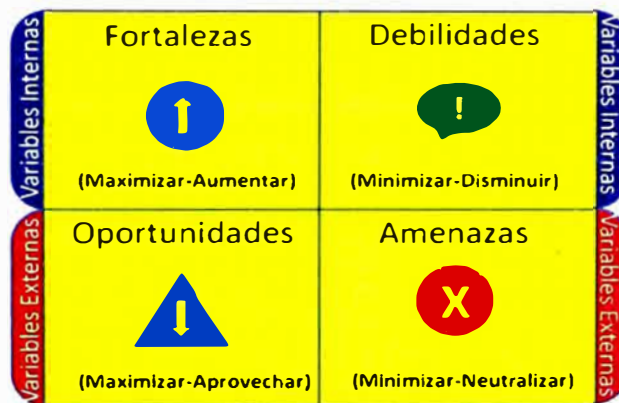 Variables Internas
Fortalezas
(Maximizar-Aumentar)
Debilidades
!
(Minimizar-Disminuir)
Variables Internas
Variables Externas
Oportunidades
(Maximizar-Aprovechar)
Amenazas
X
(Minimizar-Neutralizar)
Variables Externas